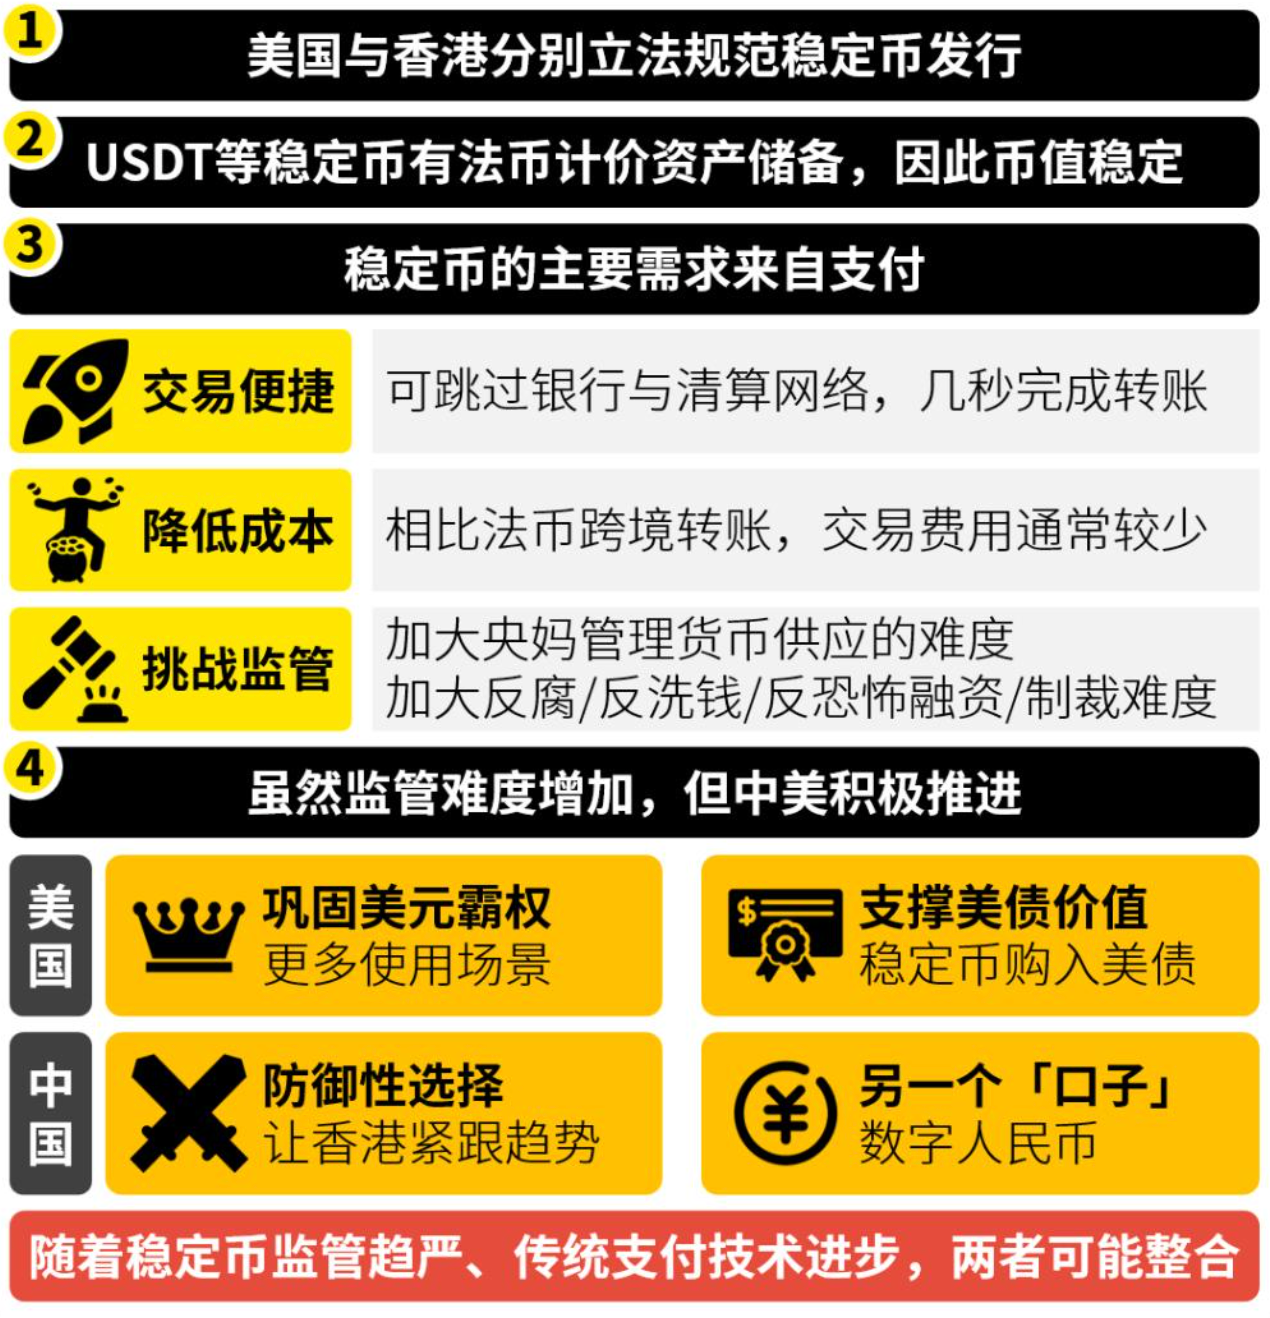 1
美国与香港分别立法规范稳定币发行
2
USDT等稳定币有法币计价资产储备，因此币值稳定
3
稳定币的主要需求来自支付
交易便捷
可跳过银行与清算网络，几秒完成转账
降低成本
相比法币跨境转账，交易费用通常较少
挑战监管
加大央妈管理货币供应的难度
加大反腐/反洗钱/反恐怖融资/制裁难度
4
虽然监管难度增加，但中美积极推进
美国
巩固美元霸权
更多使用场景
$
支撑美债价值
稳定币购入美债
中国
防御性选择
让香港紧跟趋势
¥
另一个「口子」
数字人民币
随着稳定币监管趋严、传统支付技术进步，两者可能整合